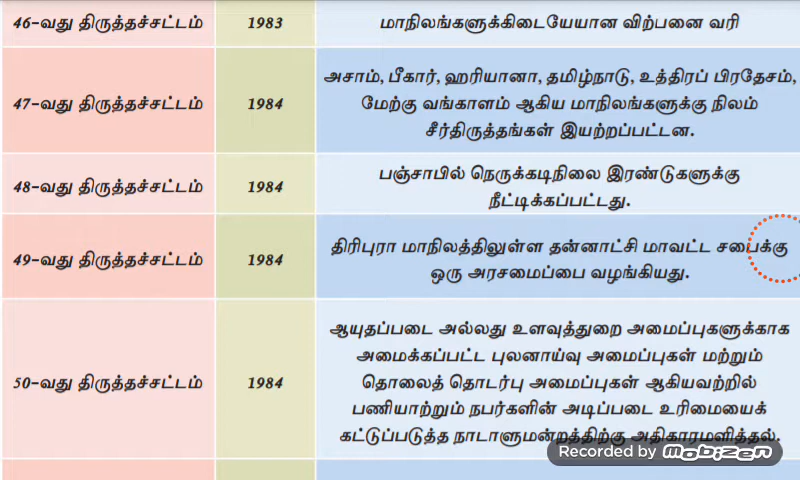 46-வது திருத்தச்சட்டம் 1983 மாநிலங்களுக்கிடையேயான விற்பனை வரி
அசாம், பீகார், ஹரியானா, தமிழ்நாடு, உத்திரப் பிரதேசம்,
47-வது திருத்தச்சட்டம் 1984 மேற்கு வங்காளம் ஆகிய மாநிலங்களுக்கு நிலம்
சீர்திருத்தங்கள் இயற்றப்பட்டன.
48-வது திருத்தச்சட்டம் 1984 பஞ்சாபில் நெருக்கடிநிலை இரண்டுகளுக்கு
நீட்டிக்கப்பட்டது.
49-வது திருத்தச்சட்டம் 1984 திரிபுரா மாநிலத்திலுள்ள தன்னாட்சி மாவட்ட சபைக்கு
ஒரு அரசமைப்பை வழங்கியது.
ஆயுதப்படை அல்லது உளவுத்துறை அமைப்புகளுக்காக
அமைக்கப்பட்ட புலனாய்வு அமைப்புகள் மற்றும்
50-வது திருத்தச்சட்டம் 1984 தொலைத் தொடர்பு அமைப்புகள் ஆகியவற்றில்
பணியாற்றும் நபர்களின் அடிப்படை உரிமையைக்
கட்டுப்படுத்த நாடாளுமன்றத்திற்கு அதிகாரமளித்தல்.
Recorded by mobizen